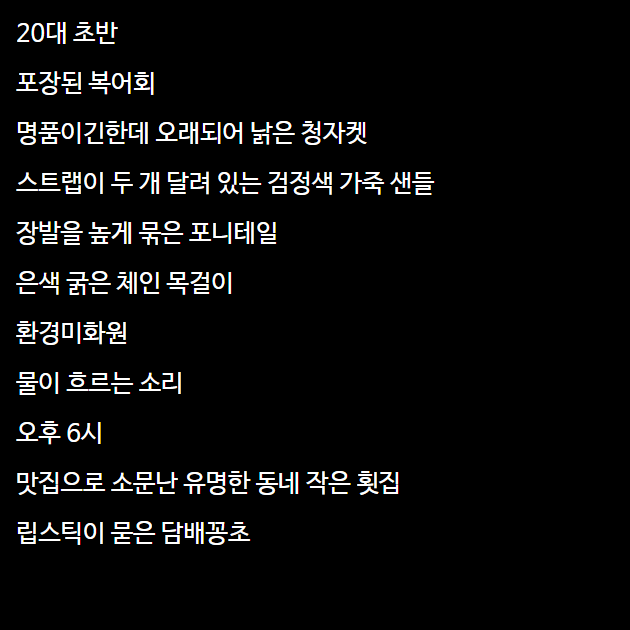 20대 초반
포장된 복어회
명품이긴한데 오래되어 낡은 청자켓
스트랩이 두 개 달려 있는 검정색 가죽 샌들
장발을 높게 묶은 포니테일
은색 굵은 체인 목걸이
환경미화원
물이 흐르는 소리
오후 6시
맛집으로 소문난 유명한 동네 작은 횟집
립스틱이 묻은 담배꽁초